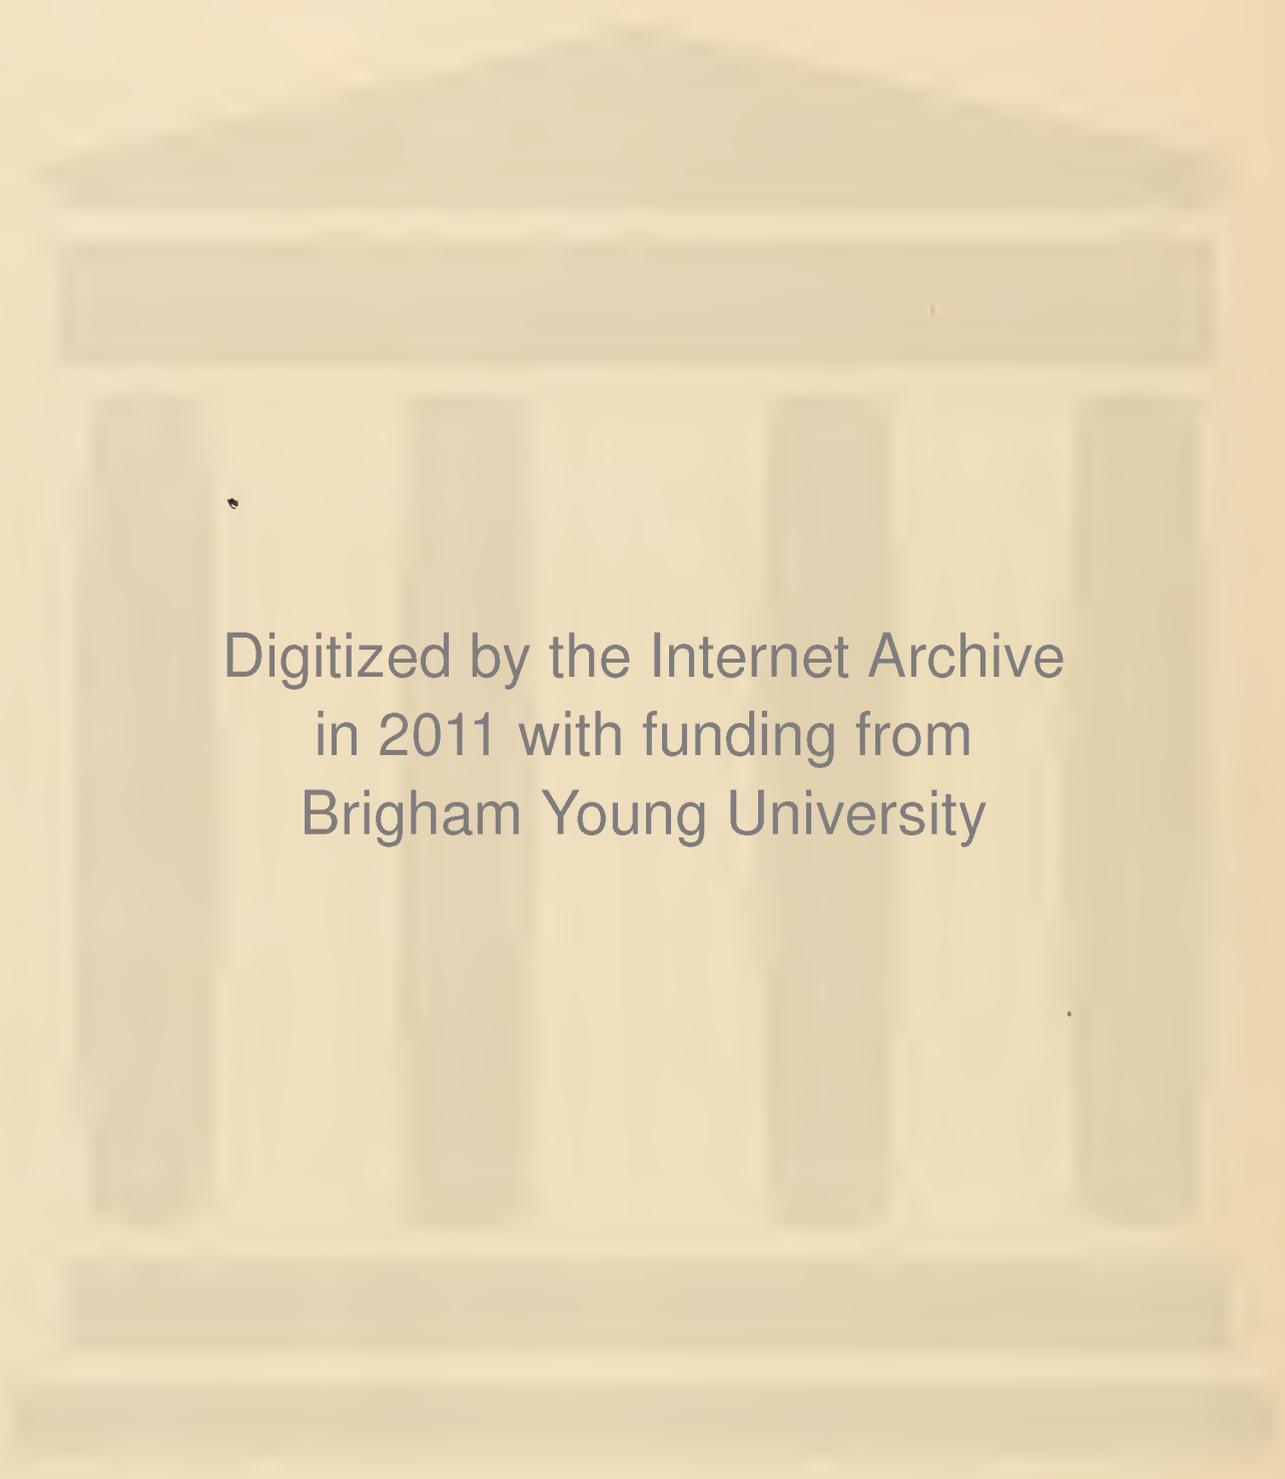 Digitized by the Internet Archive
in 2011 with funding from
Brigham Young University